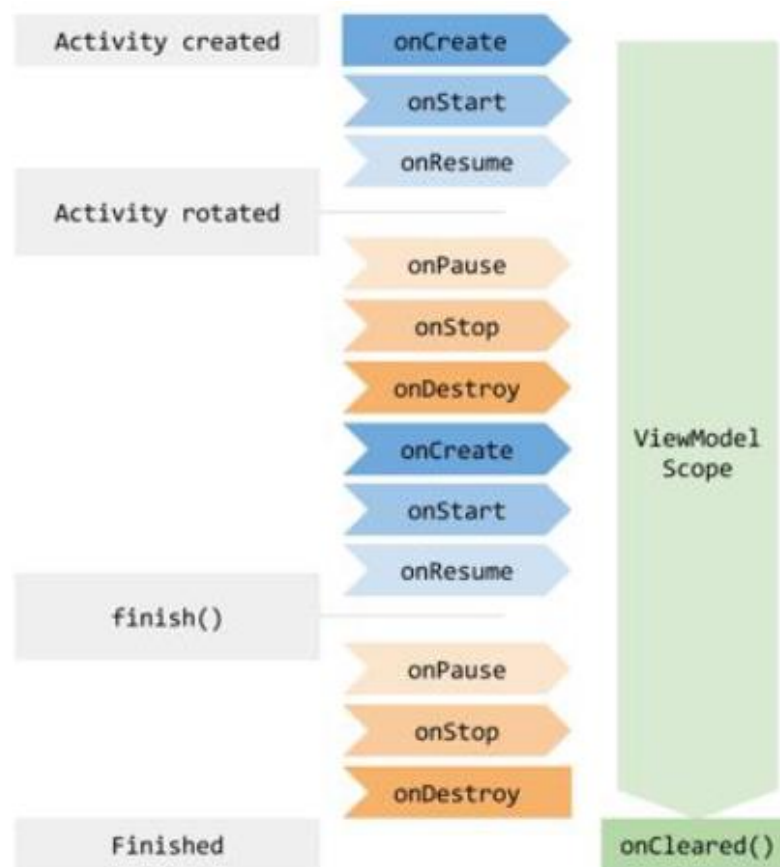 Activity created
onCreate
onStart
onResume
Activity rotated
onPause
onStop
onDestroy
onCreate
onStart
onResume
finish()
onPause
onStop
onDestroy
Finished
ViewModel
Scope
onCleared()